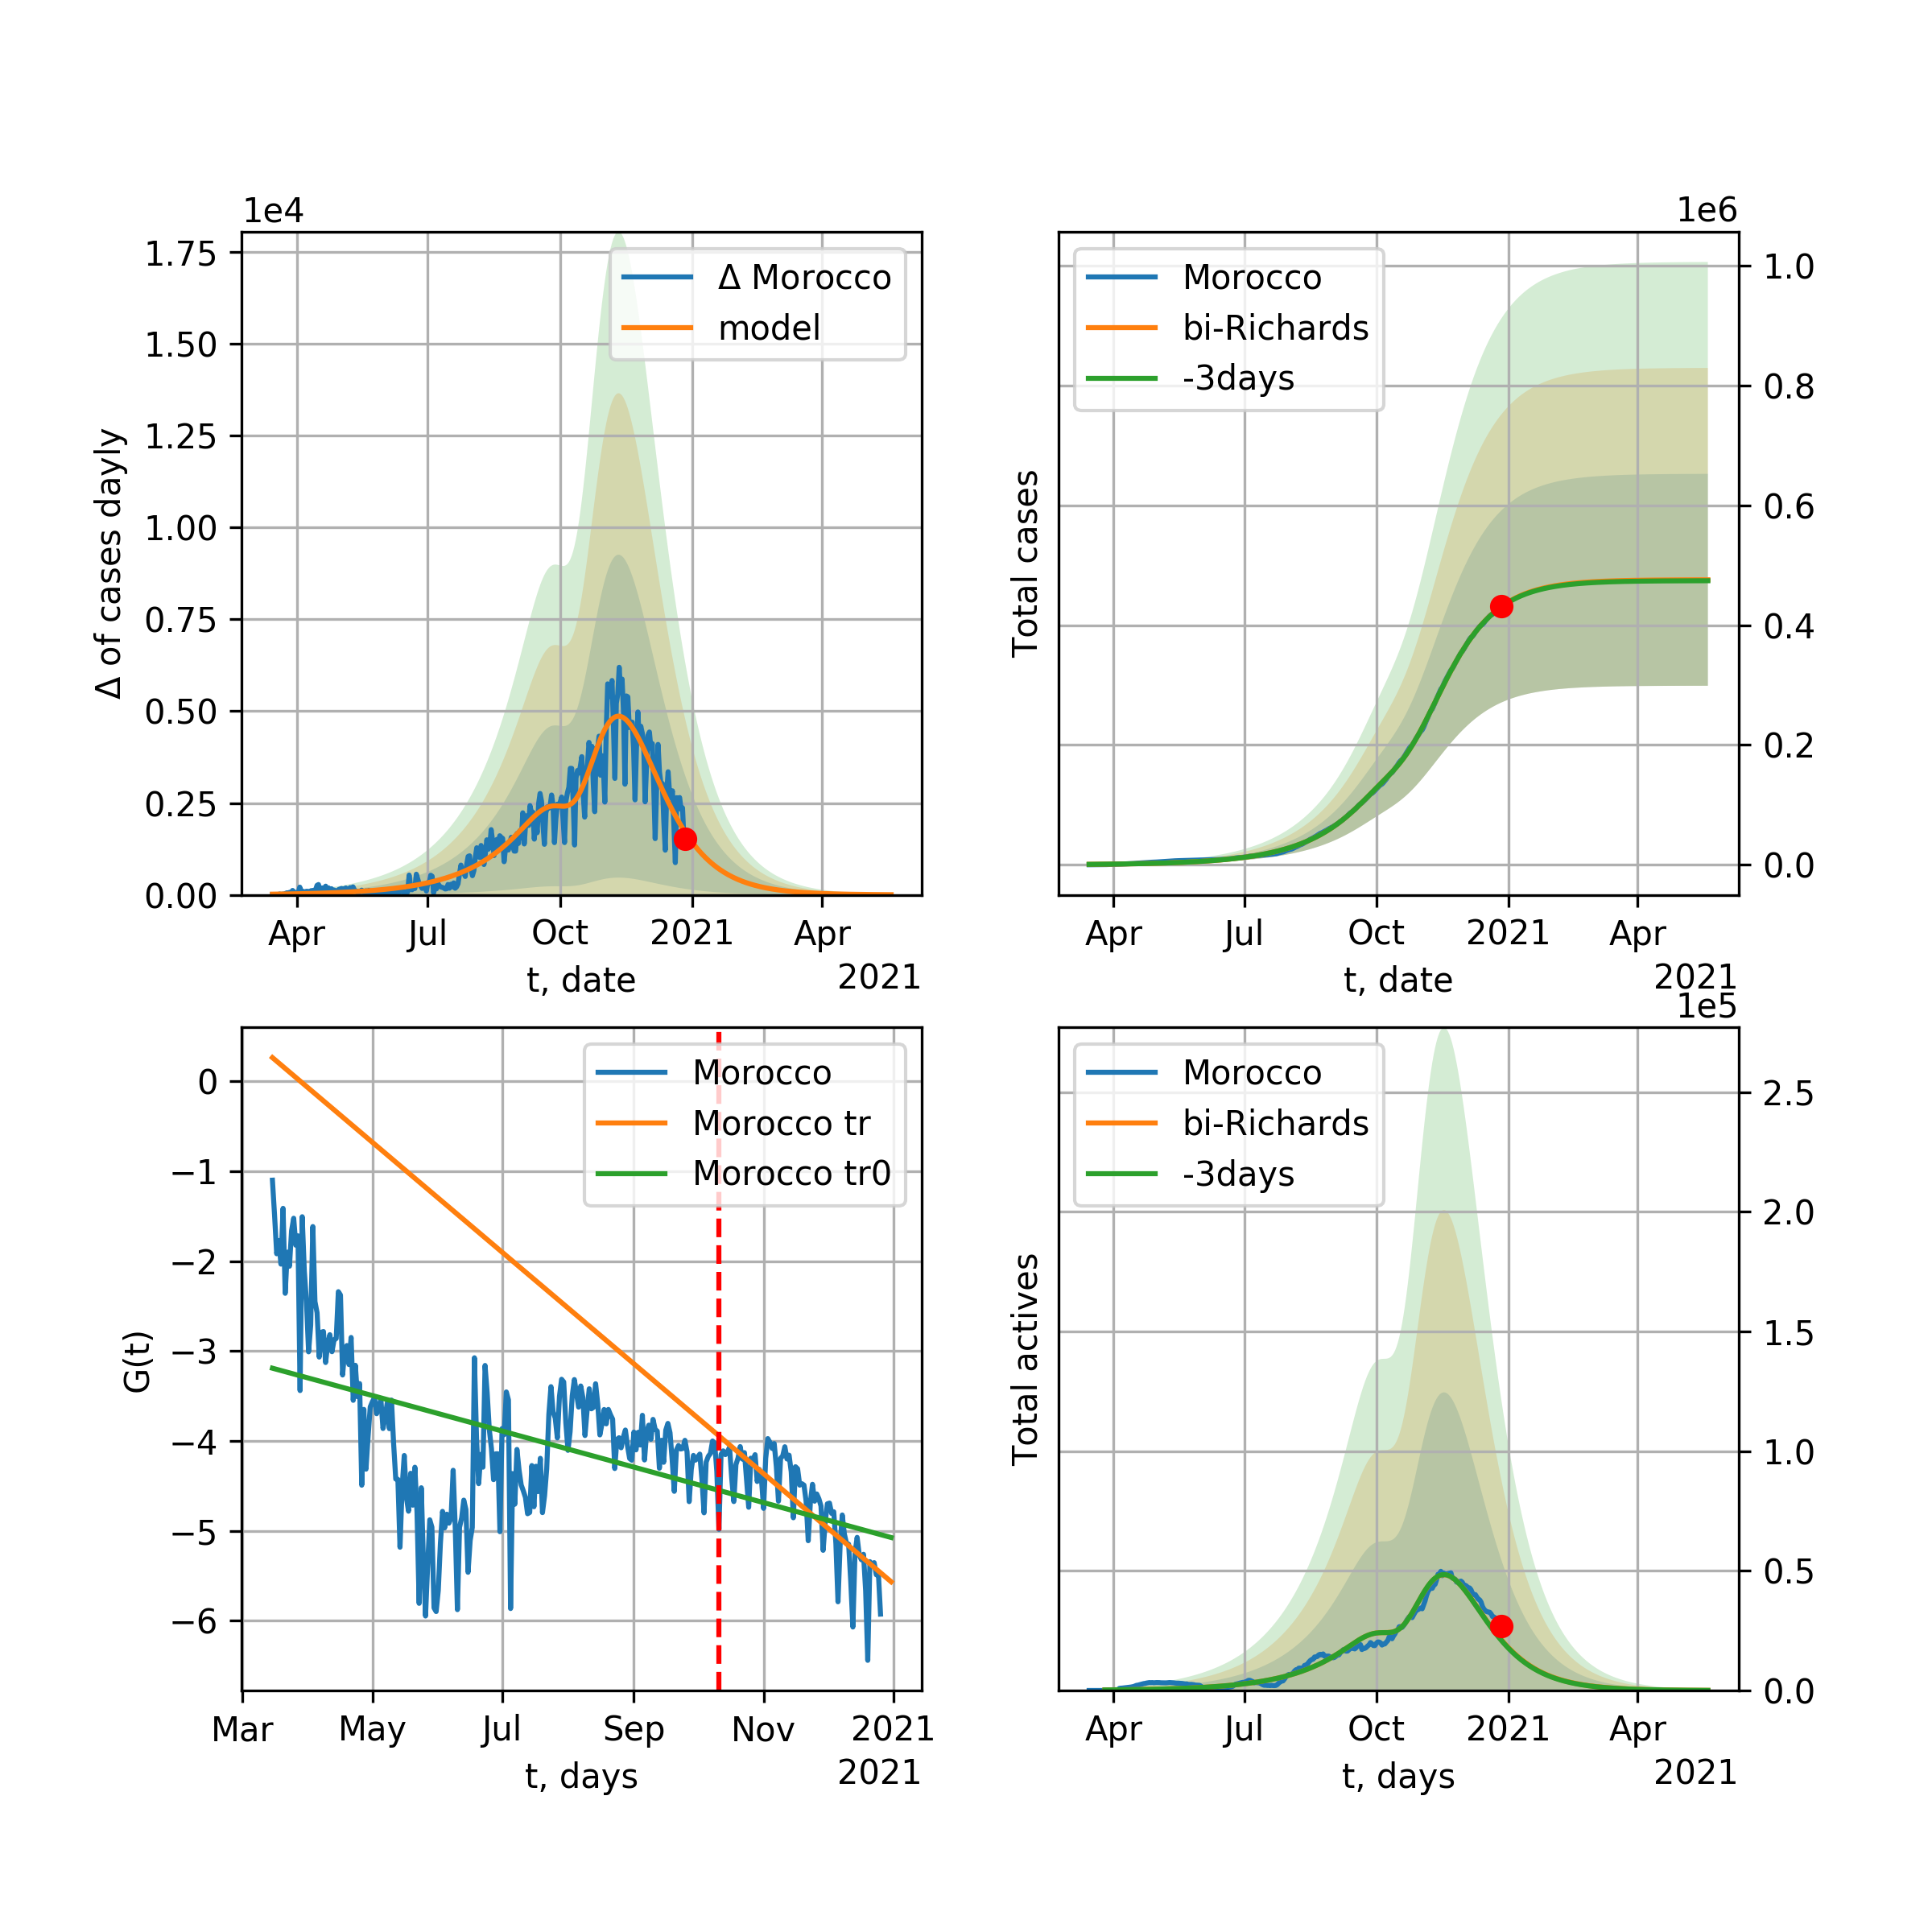 1e4
1.75
1.50
1.25
1.00
0.75
0.50
0.25
0.00
Δ of cases dayly
Δ Morocco
model
Apr
Jul
Oct
2021
Apr
t, date
2021
1e6
1.0
0.8
0.6
0.4
0.2
0.0
Total cases
Morocco
bi-Richards
-3days
Apr
Jul
Oct
2021
Apr
t, date
2021
0
−1
−2
−3
−4
−5
−6
G(t)
Morocco
Morocco tr
Morocco tr0
Mar
May
Jul
Sep
Nov
2021
t, days
2021
1e5
2.5
2.0
1.5
1.0
0.5
0.0
Total actives
Morocco
bi-Richards
-3days
Apr
Jul
Oct
2021
Apr
t, days
2021